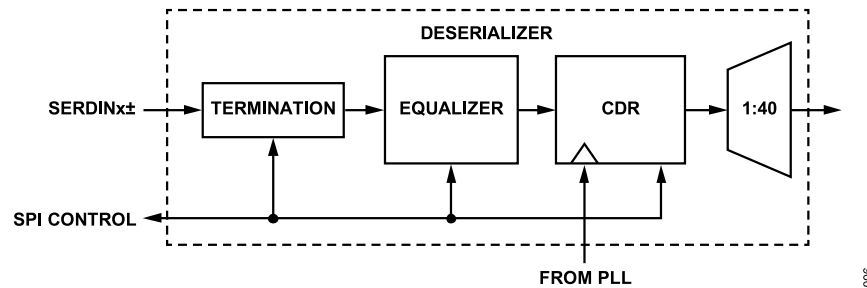 DESERIALIZER
SERDINx±
TERMINATION
EQUALIZER
CDR
1:40
SPI CONTROL
FROM PLL